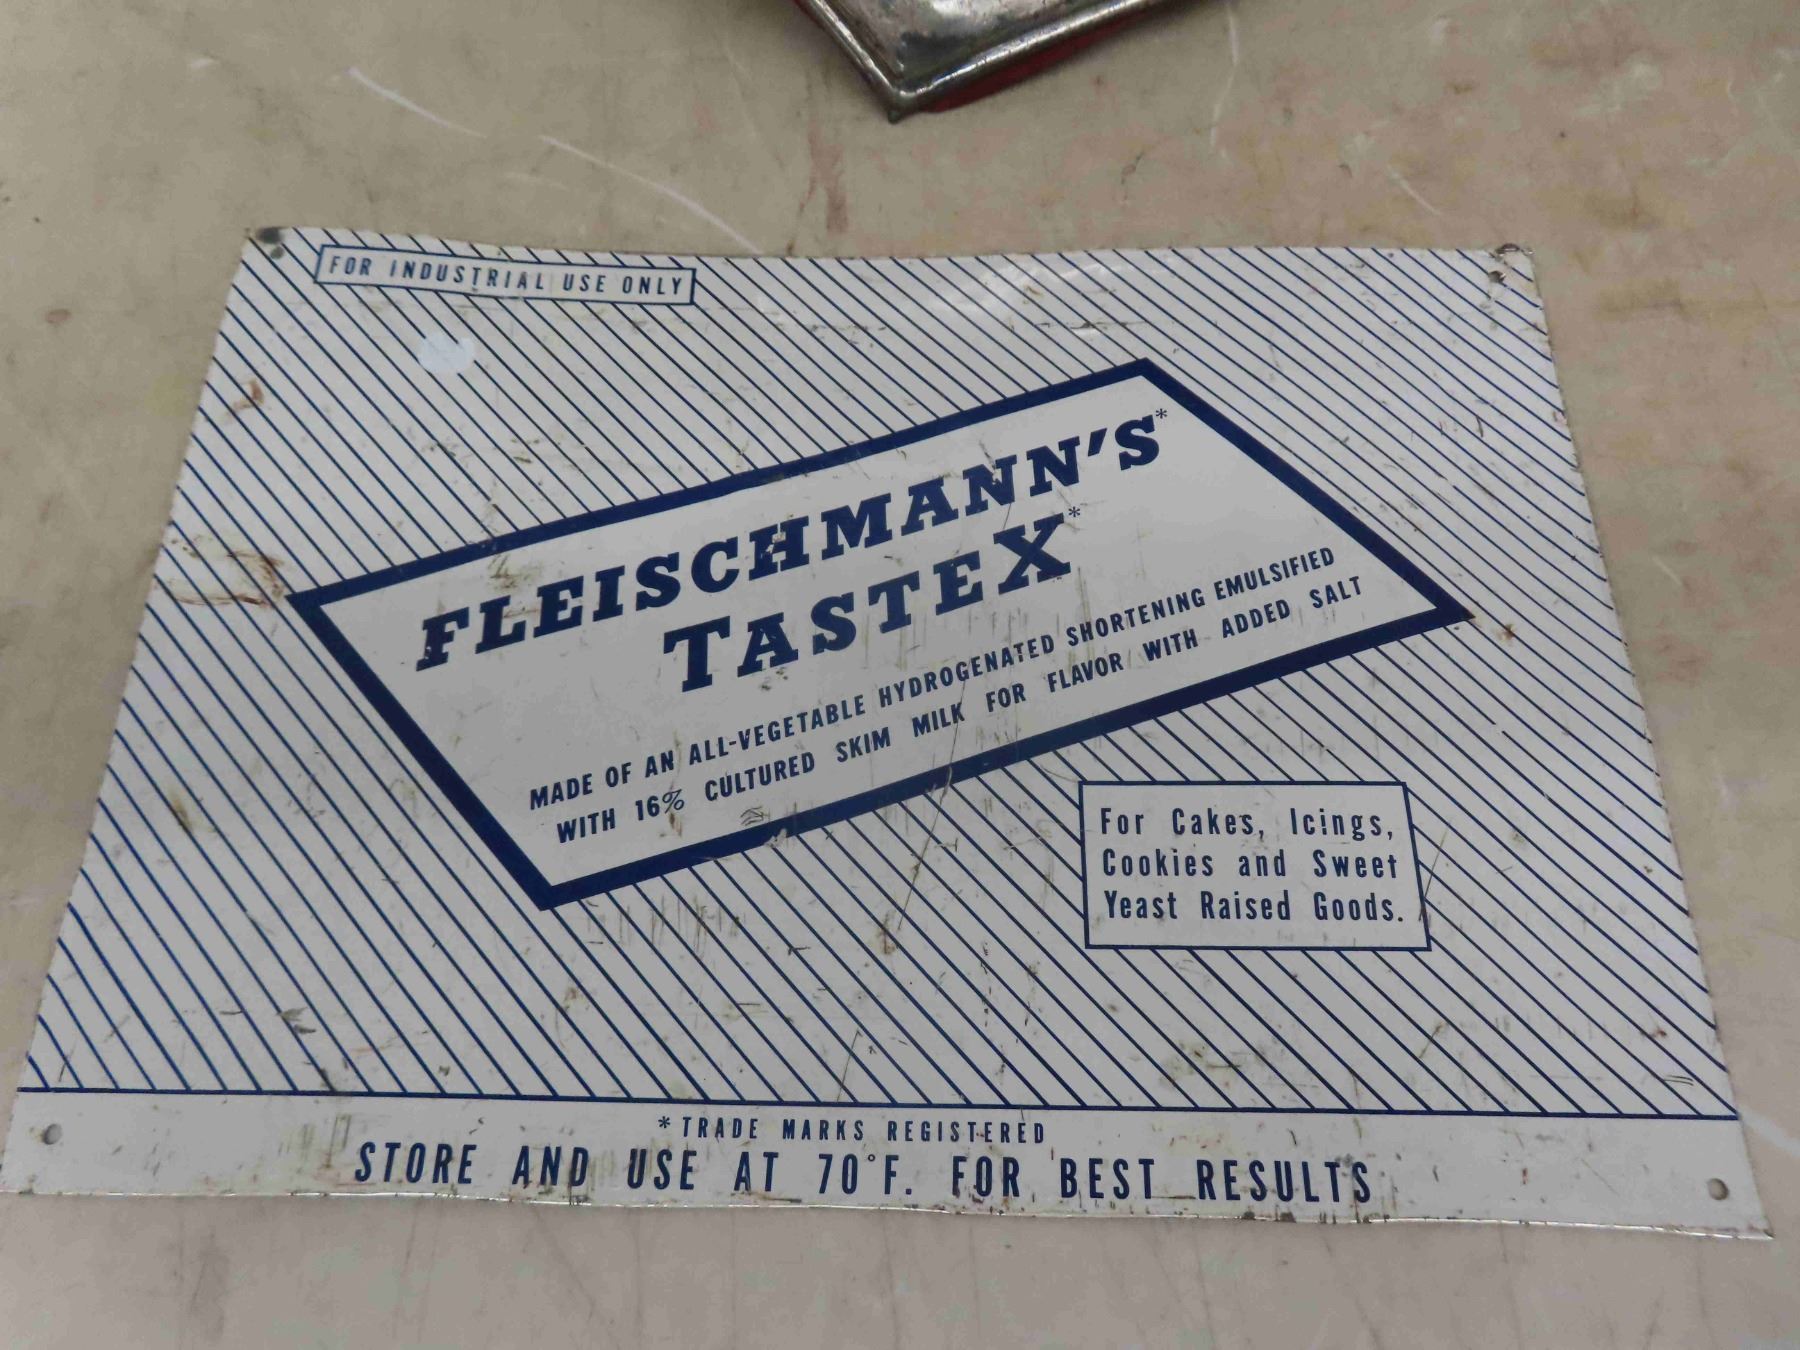 FOR INDUSTRIAL USE ONLY
FLEISCHMANN'S*
TASTEX*
MADE OF AN ALL-VEGETABLE HYDROGENATED SHORTENING EMULSIFIED
WITH 16% CULTURED SKIM MILK FOR FLAVOR WITH ADDED SALT
For Cakes, Icings,
Cookies and Sweet
Yeast Raised Goods.
* TRADE MARKS REGISTERED
STORE AND USE AT 70°F. FOR BEST RESULTS